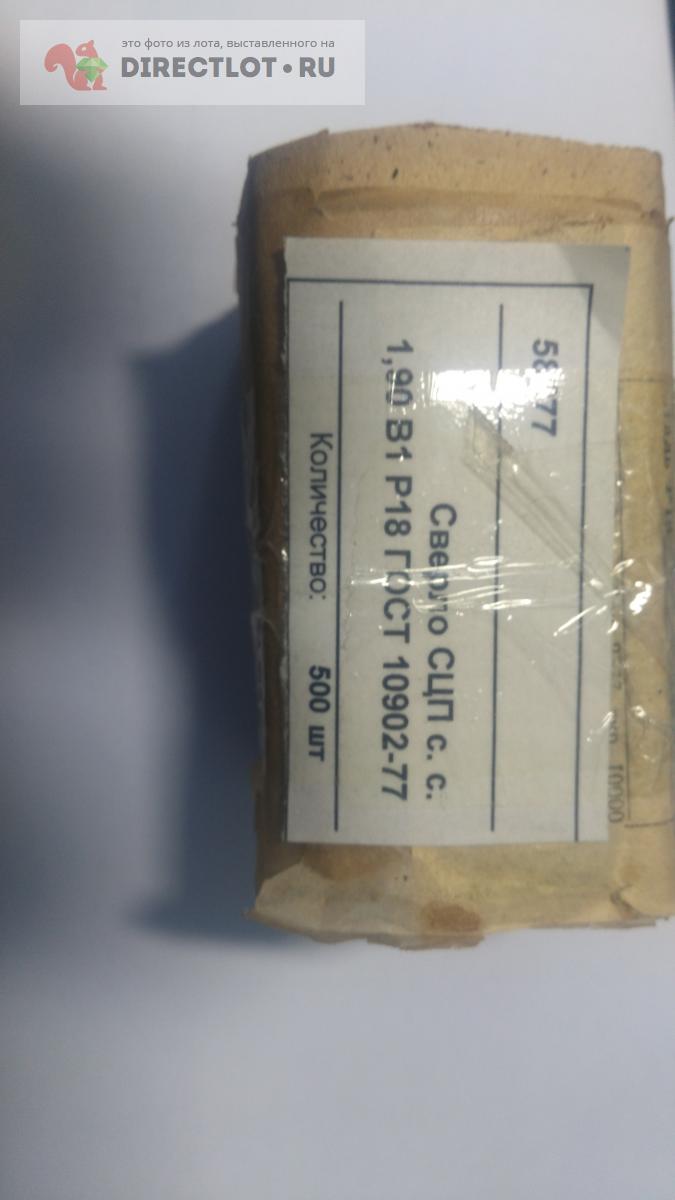 это фото из лота, выставленного на
DIRECTLOT.RU
Сверло СЦП с. с.
1,90 В1 Р18 ГОСТ 10902-77
Количество: 500 шт
10000